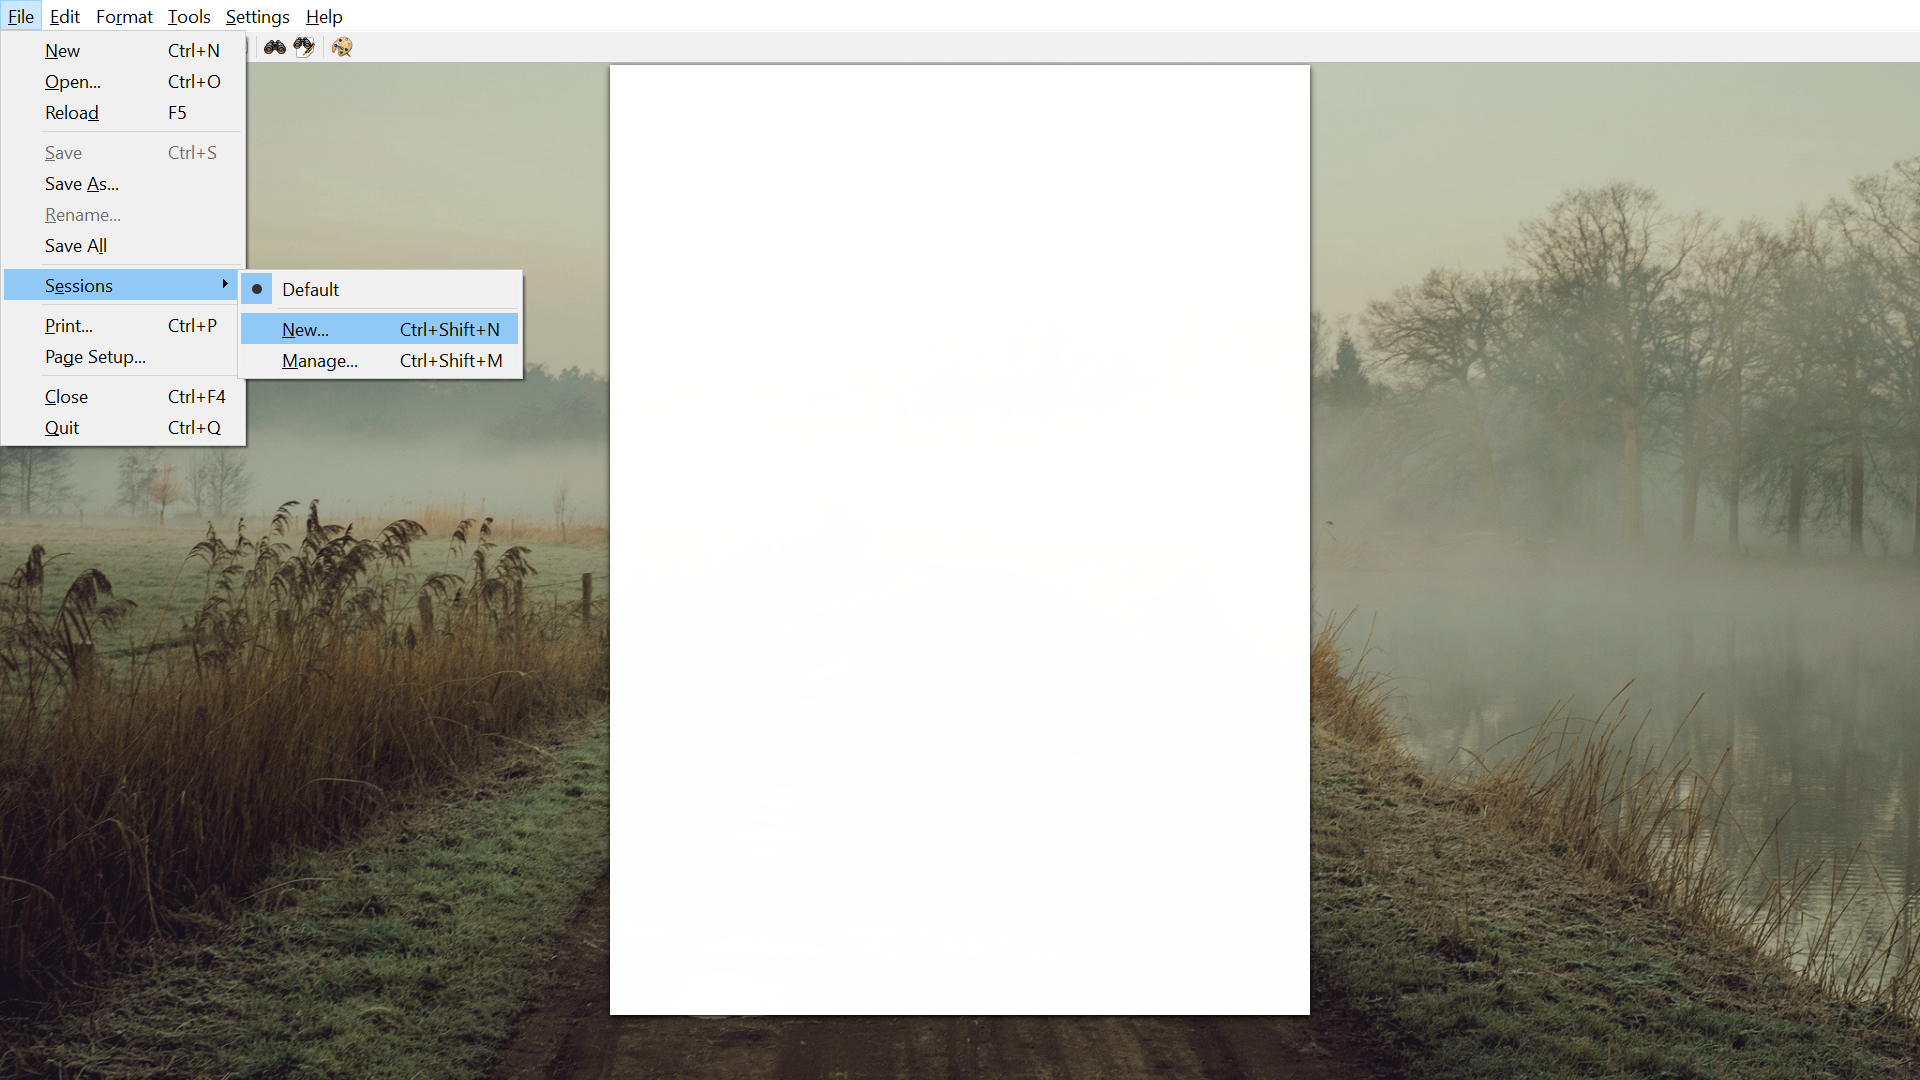 File Edit Format Tools Settings Help
New Ctrl+N
Open... Ctrl+O
Reload F5
Save Ctrl+S
Save As...
Rename...
Save All
Sessions
Default
New... Ctrl+Shift+N
Manage... Ctrl+Shift+M
Print... Ctrl+P
Page Setup...
Close Ctrl+F4
Quit Ctrl+Q